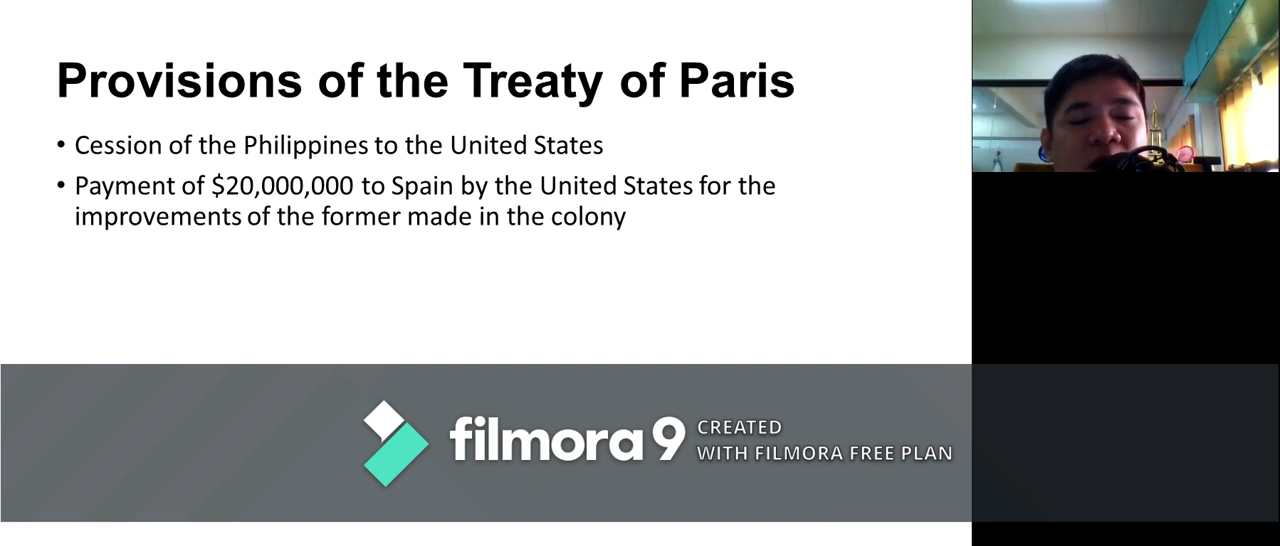 Provisions of the Treaty of Paris
• Cession of the Philippines to the United States
• Payment of $20,000,000 to Spain by the United States for the
improvements of the former made in the colony
filmora 9
CREATED
WITH FILMORA FREE PLAN